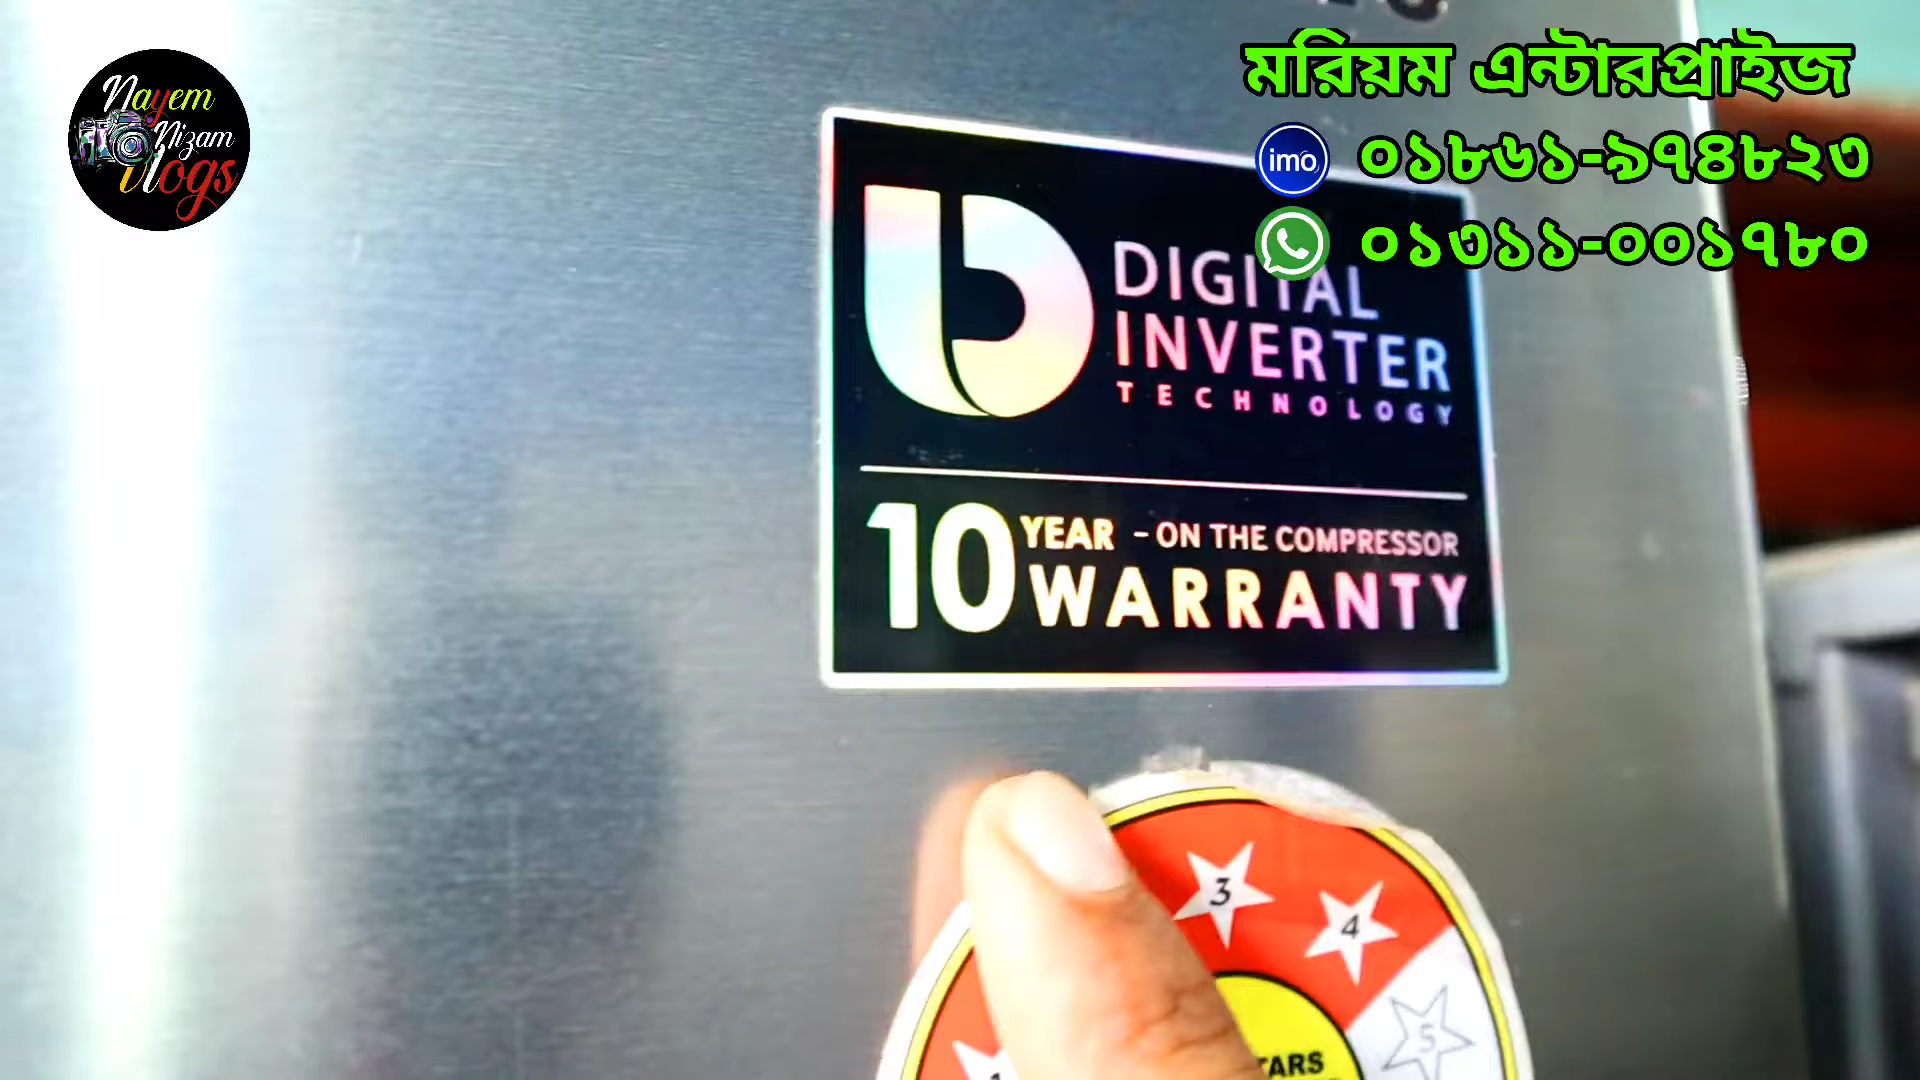 Nayem
Nizam
Vlogs
মরিয়ম এন্টারপ্রাইজ
imo ০১৮৬১-৯৭৪৮২৩
০১৩১১-০০১৭৮০
DIGITAL
INVERTER
TECHNOLOGY
10 YEAR - ON THE COMPRESSOR
WARRANTY
3
4
5